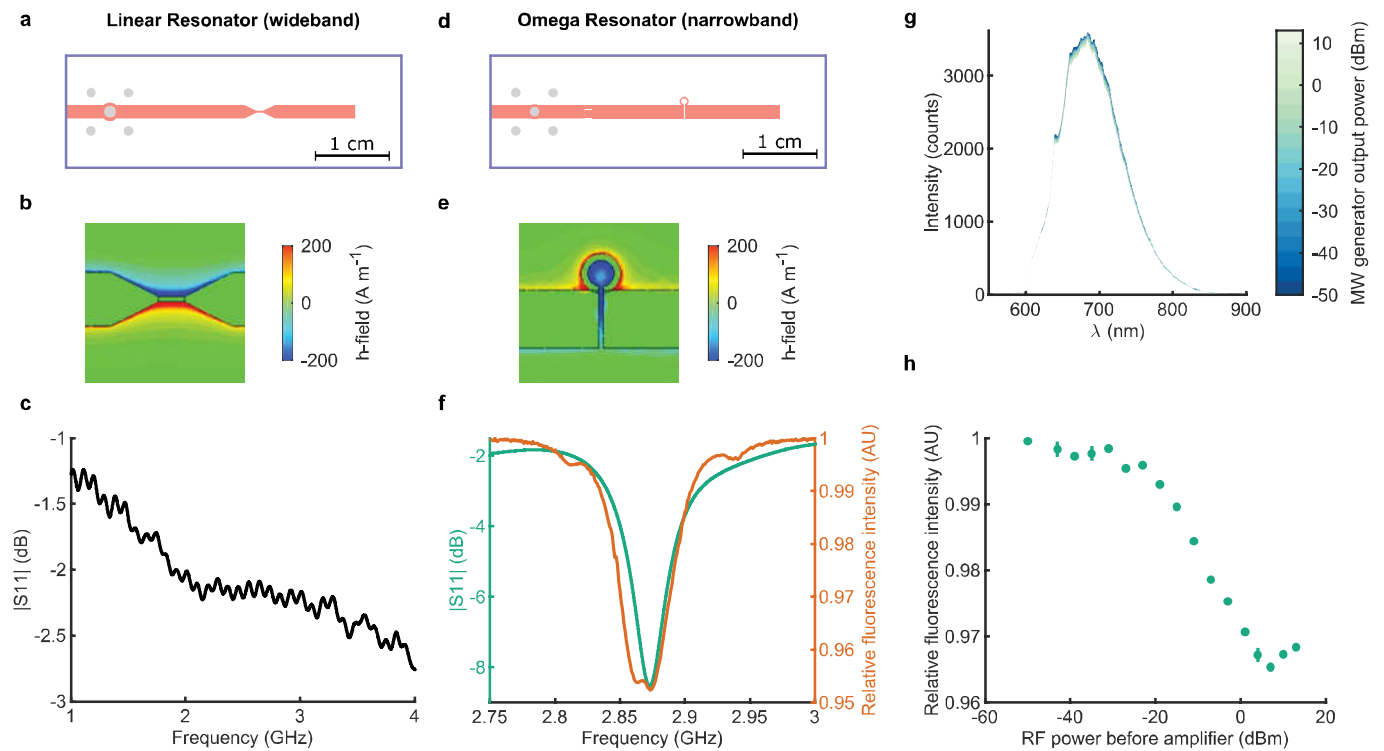 a
Linear Resonator (wideband)
1 cm
b
200
0
-200
h-field (A m⁻¹)
c
-1
-1.5
-2
-2.5
-3
|S11| (dB)
1
2
3
4
Frequency (GHz)
d
Omega Resonator (narrowband)
1 cm
e
200
0
-200
h-field (A m⁻¹)
f
-2
-4
-6
-8
|S11| (dB)
1
0.99
0.98
0.97
0.96
0.95
Relative fluorescence intensity (AU)
2.75
2.8
2.85
2.9
2.95
3
Frequency (GHz)
g
3000
2000
1000
0
Intensity (counts)
600
700
800
900
λ (nm)
10
0
-10
-20
-30
-40
-50
MW generator output power (dBm)
h
1
0.99
0.98
0.97
0.96
Relative fluorescence intensity (AU)
-60
-40
-20
0
20
RF power before amplifier (dBm)